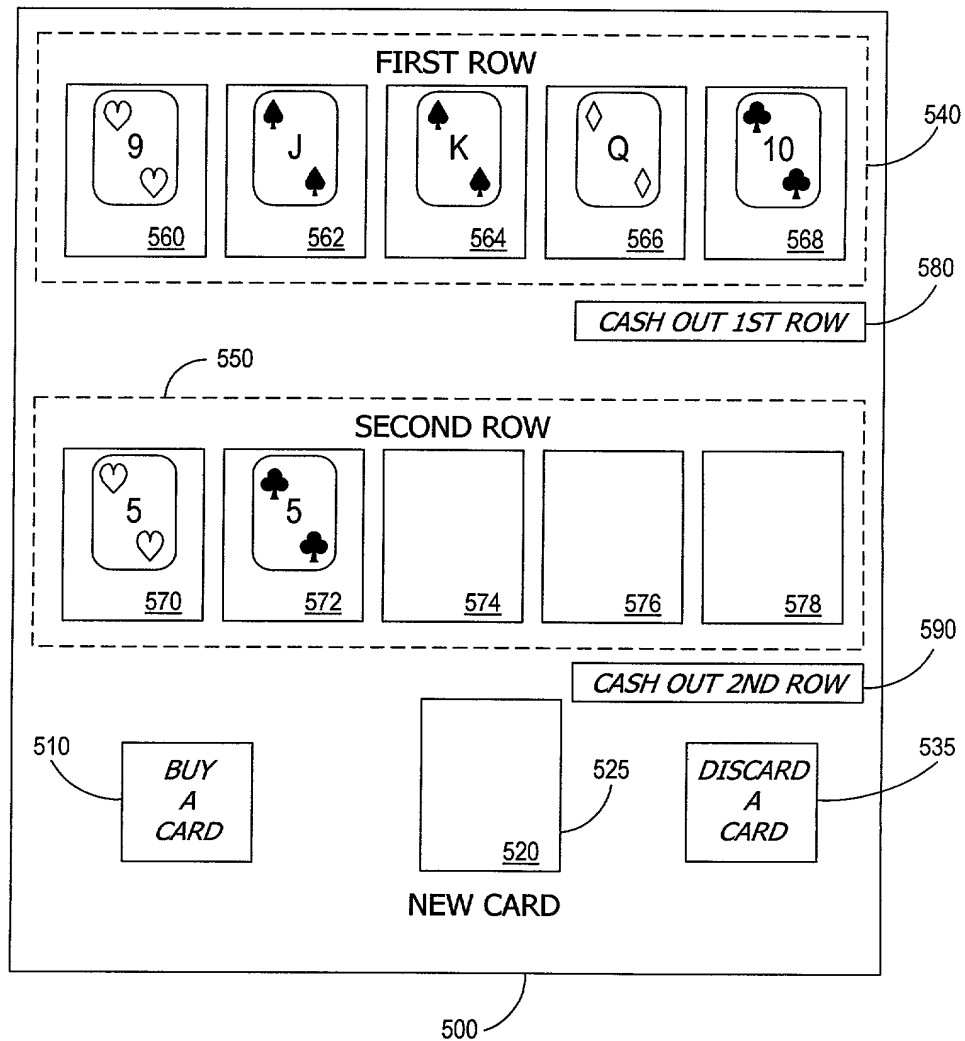 FIRST ROW
9 J K Q 10
560 562 564 566 568
540
580
CASH OUT 1ST ROW
550
SECOND ROW
5 5
570 572 574 576 578
590
CASH OUT 2ND ROW
510
BUY
A
CARD
525
520
NEW CARD
535
DISCARD
A
CARD
500